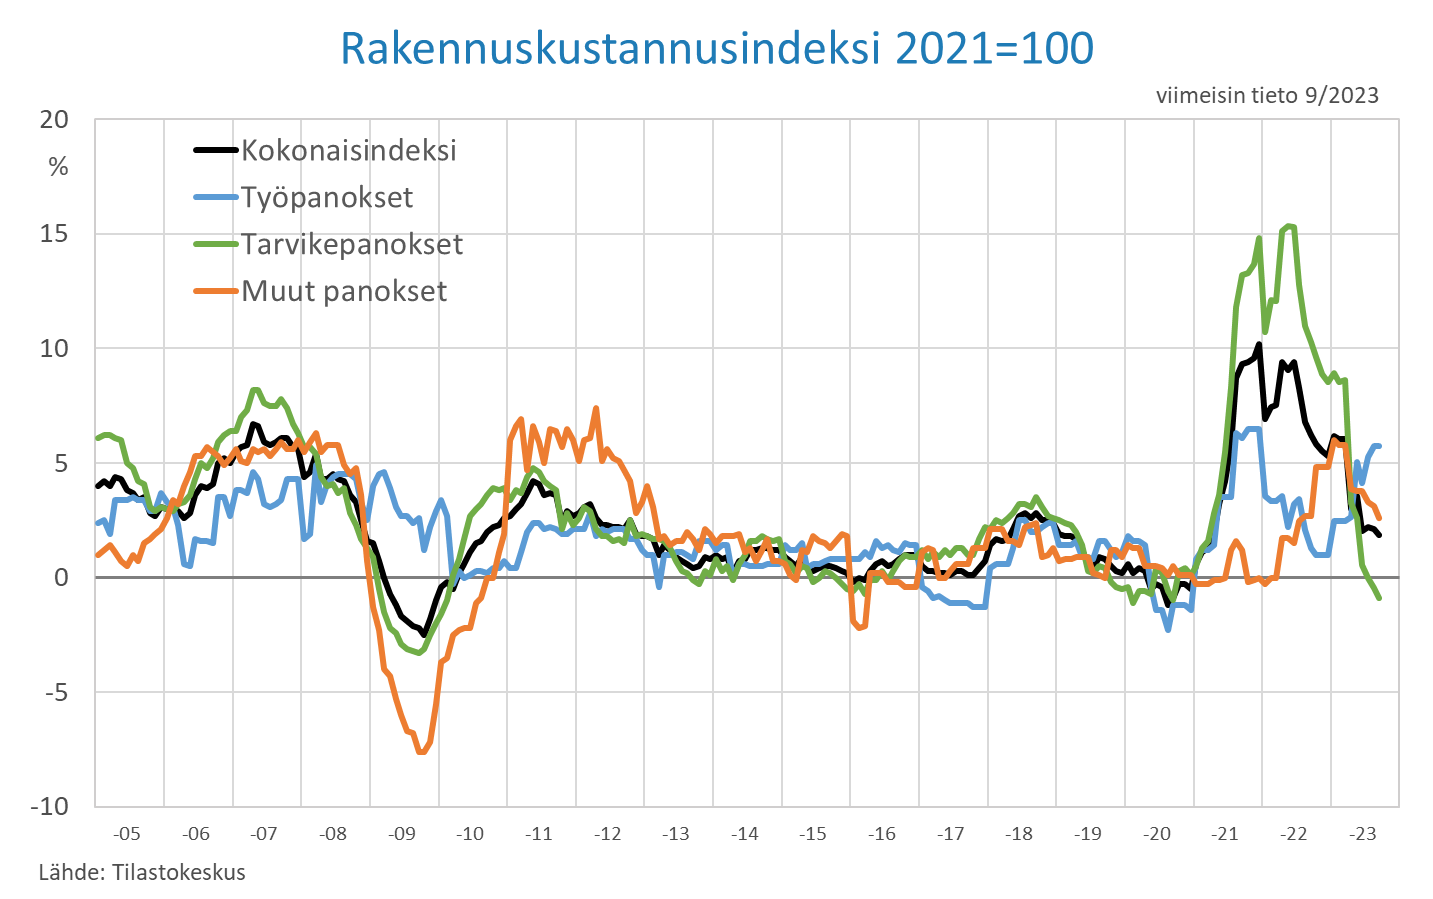 Rakennuskustannusindeksi 2021=100
viimeisin tieto 9/2023
20
%
Kokonaisindeksi
Työpanokset
15
Tarvikepanokset
Muut panokset
10
5
0
-5
-10
-05 -06 -07 -08 -09 -10 -11 -12 -13 -14 -15 -16 -17 -18 -19 -20 -21 -22 -23
Lähde: Tilastokeskus